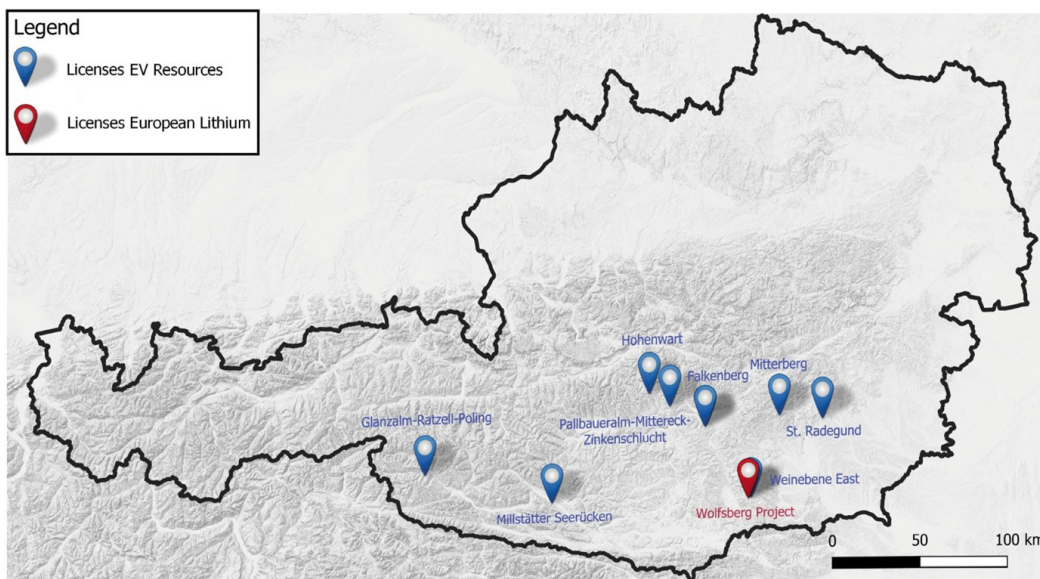 Legend
Licenses EV Resources
Licenses European Lithium
Hohenwart
Mitterberg
Falkenberg
Glanzalm-Ratzell-Poling
Pallbaueralm-Mittereck-
Zinkenschlucht
St. Radegund
Weinebene East
Millstätter Seerücken
Wolfsberg Project
0 50 100 km